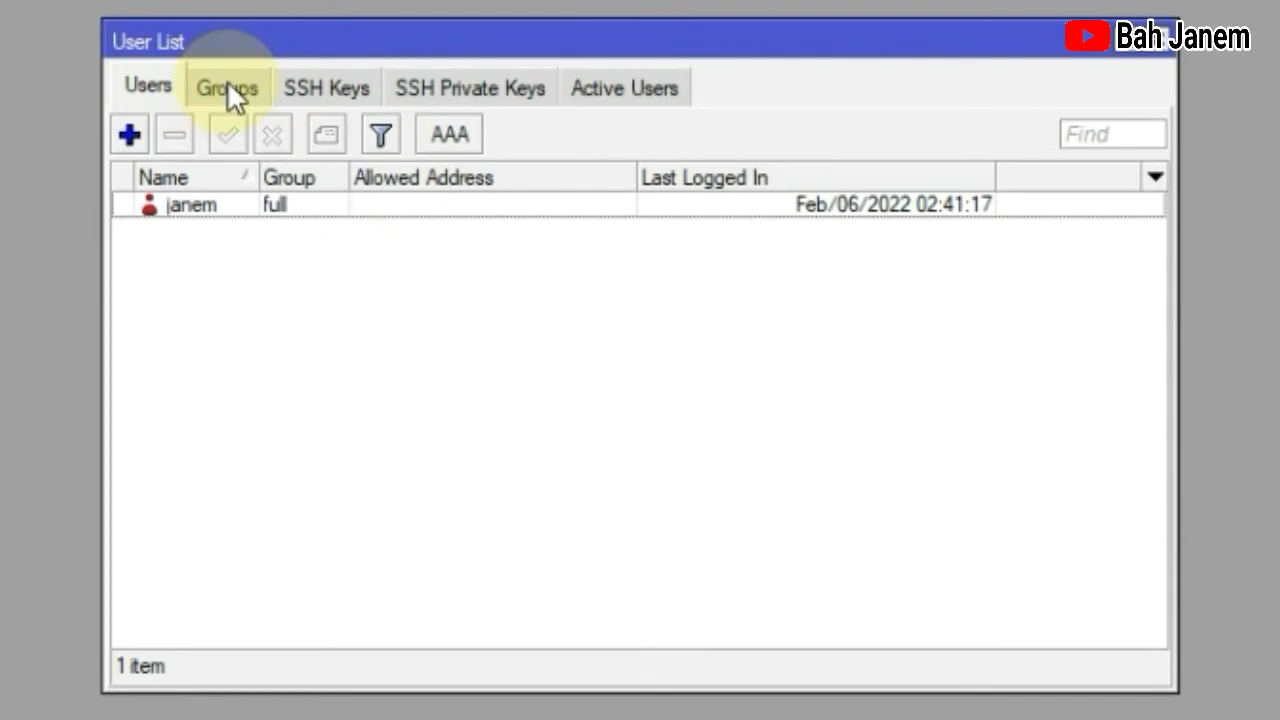 User List
Bah Janem
Users Groups SSH Keys SSH Private Keys Active Users
AAA Find
Name Group Allowed Address Last Logged In
janem full Feb/06/2022 02:41:17
1 item